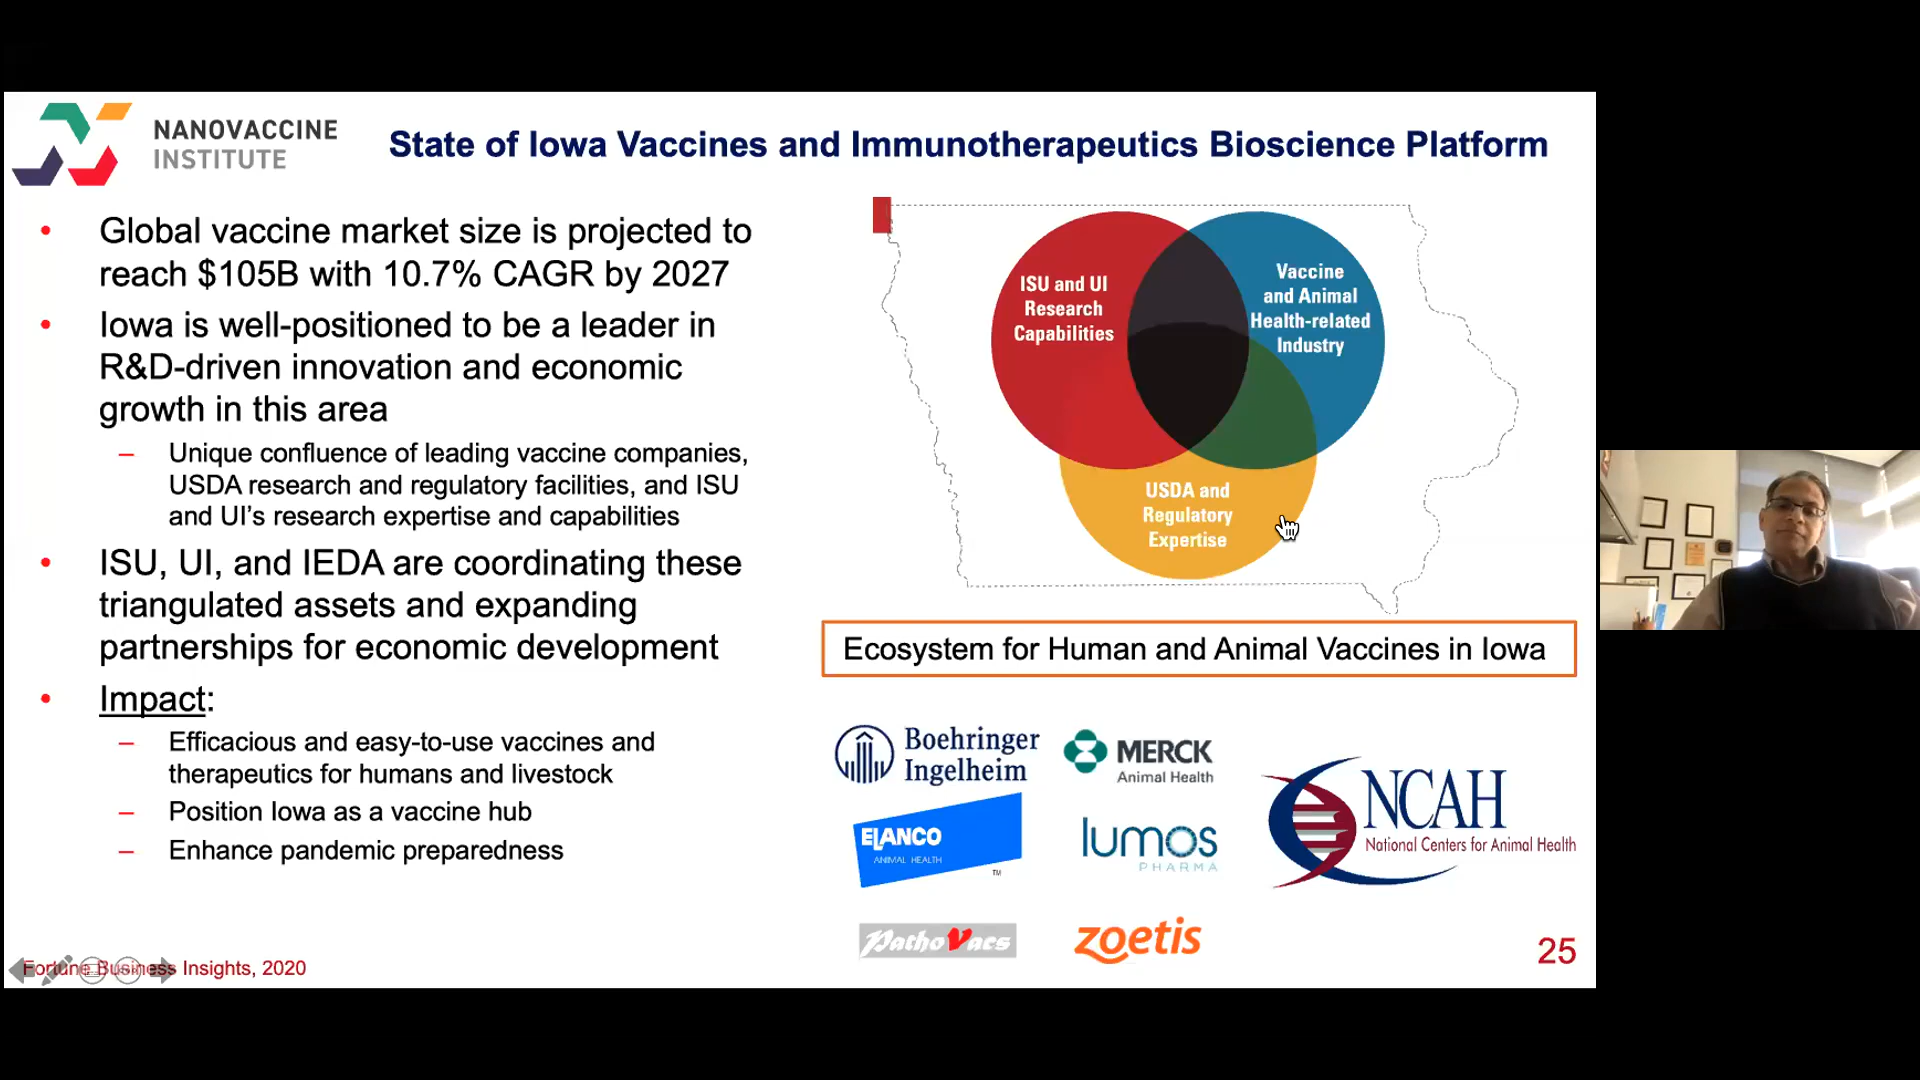 NANOVACCINE
INSTITUTE
State of Iowa Vaccines and Immunotherapeutics Bioscience Platform
• Global vaccine market size is projected to
reach $105B with 10.7% CAGR by 2027
• Iowa is well-positioned to be a leader in
R&D-driven innovation and economic
growth in this area
– Unique confluence of leading vaccine companies,
USDA research and regulatory facilities, and ISU
and UI’s research expertise and capabilities
• ISU, UI, and IEDA are coordinating these
triangulated assets and expanding
partnerships for economic development
• Impact:
– Efficacious and easy-to-use vaccines and
therapeutics for humans and livestock
– Position Iowa as a vaccine hub
– Enhance pandemic preparedness
Fortune Business Insights, 2020
ISU and UI
Research
Capabilities
Vaccine
and Animal
Health-related
Industry
USDA and
Regulatory
Expertise
Ecosystem for Human and Animal Vaccines in Iowa
Boehringer
Ingelheim
MERCK
Animal Health
ELANCO
ANIMAL HEALTH
TM
lumos
PHARMA
NCAH
National Centers for Animal Health
PathoVacs
zoetis
25